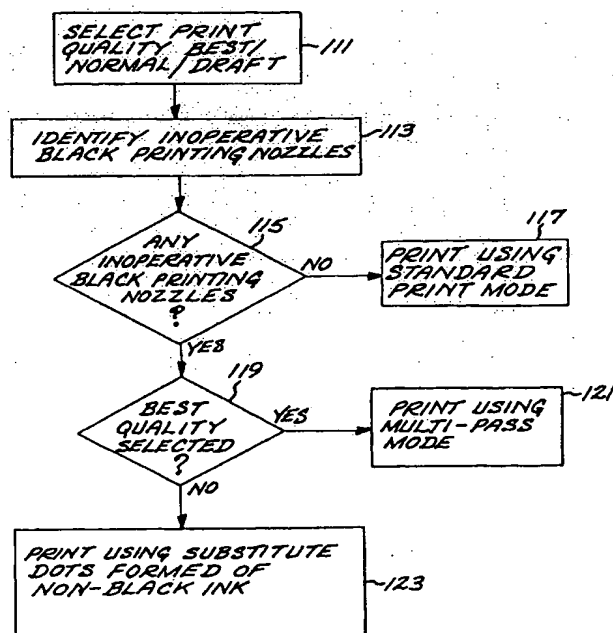 SELECT PRINT
QUALITY BEST/
NORMAL/DRAFT
111
IDENTIFY INOPERATIVE
BLACK PRINTING NOZZLES
113
115
ANY
INOPERATIVE
BLACK PRINTING
NOZZLES
?
NO
117
PRINT USING
STANDARD
PRINT MODE
YES
119
BEST
QUALITY
SELECTED
?
YES
121
PRINT USING
MULTI-PASS
MODE
NO
PRINT USING SUBSTITUTE
DOTS FORMED OF
NON-BLACK INK
123